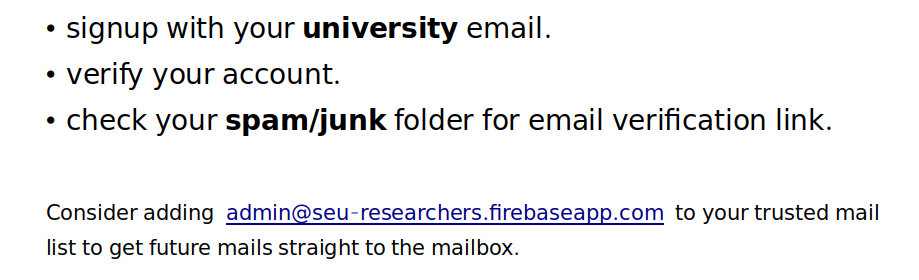 • signup with your university email.
• verify your account.
• check your spam/junk folder for email verification link.
Consider adding admin@seu-researchers.firebaseapp.com to your trusted mail
list to get future mails straight to the mailbox.